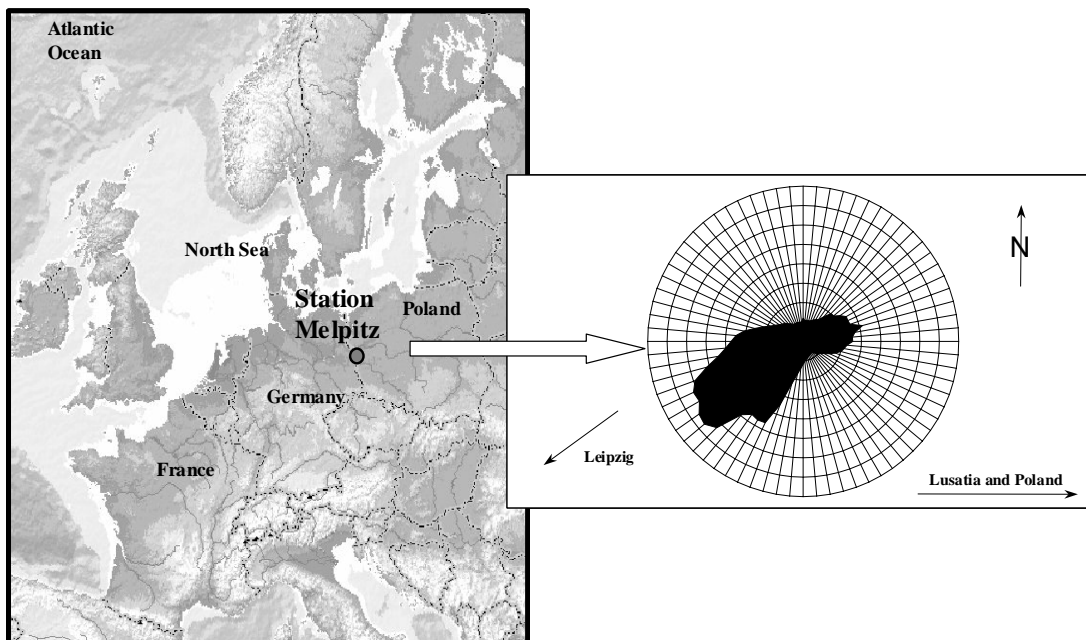 Atlantic
Ocean
North Sea
Station
Melpitz
Poland
Germany
France
N
Leipzig
Lusatia and Poland